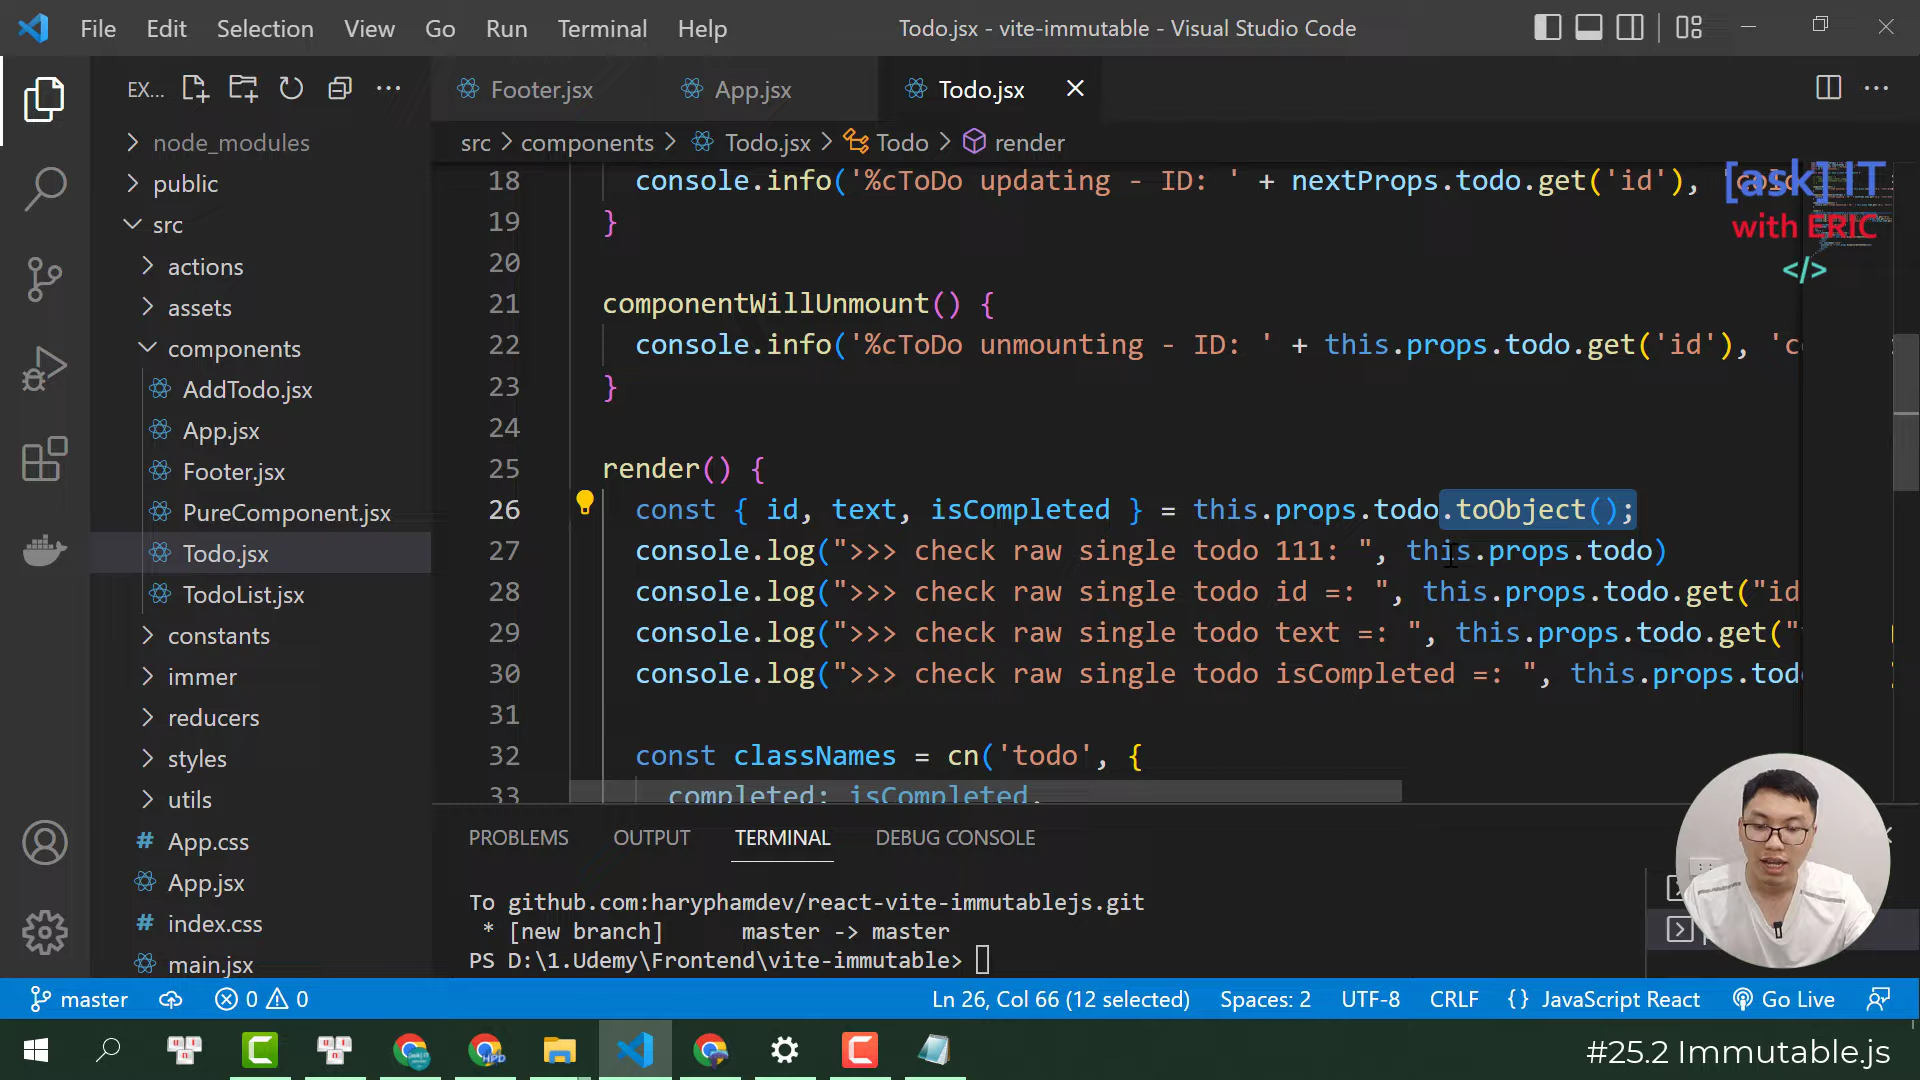 File Edit Selection View Go Run Terminal Help
Todo.jsx - vite-immutable - Visual Studio Code
EX...
Footer.jsx
App.jsx
Todo.jsx
src > components > Todo.jsx > Todo > render
node_modules
public
src
actions
assets
components
AddTodo.jsx
App.jsx
Footer.jsx
PureComponent.jsx
Todo.jsx
TodoList.jsx
constants
immer
reducers
styles
utils
# App.css
App.jsx
# index.css
main.jsx
18 console.info('%cToDo updating - ID: ' + nextProps.todo.get('id'), 'colo
19 }
20
21 componentWillUnmount() {
22 console.info('%cToDo unmounting - ID: ' + this.props.todo.get('id'), 'c
23 }
24
25 render() {
26 const { id, text, isCompleted } = this.props.todo.toObject();
27 console.log(">>> check raw single todo 111: ", this.props.todo)
28 console.log(">>> check raw single todo id =: ", this.props.todo.get("id
29 console.log(">>> check raw single todo text =: ", this.props.todo.get("
30 console.log(">>> check raw single todo isCompleted =: ", this.props.tod
31
32 const classNames = cn('todo', {
33 completed: isCompleted,
[ask] IT
with ERIC
</>
PROBLEMS OUTPUT TERMINAL DEBUG CONSOLE
To github.com:haryphamdev/react-vite-immutablejs.git
* [new branch] master -> master
PS D:\1.Udemy\Frontend\vite-immutable>
master 0 0 Ln 26, Col 66 (12 selected) Spaces: 2 UTF-8 CRLF {} JavaScript React Go Live
#25.2 Immutable.js